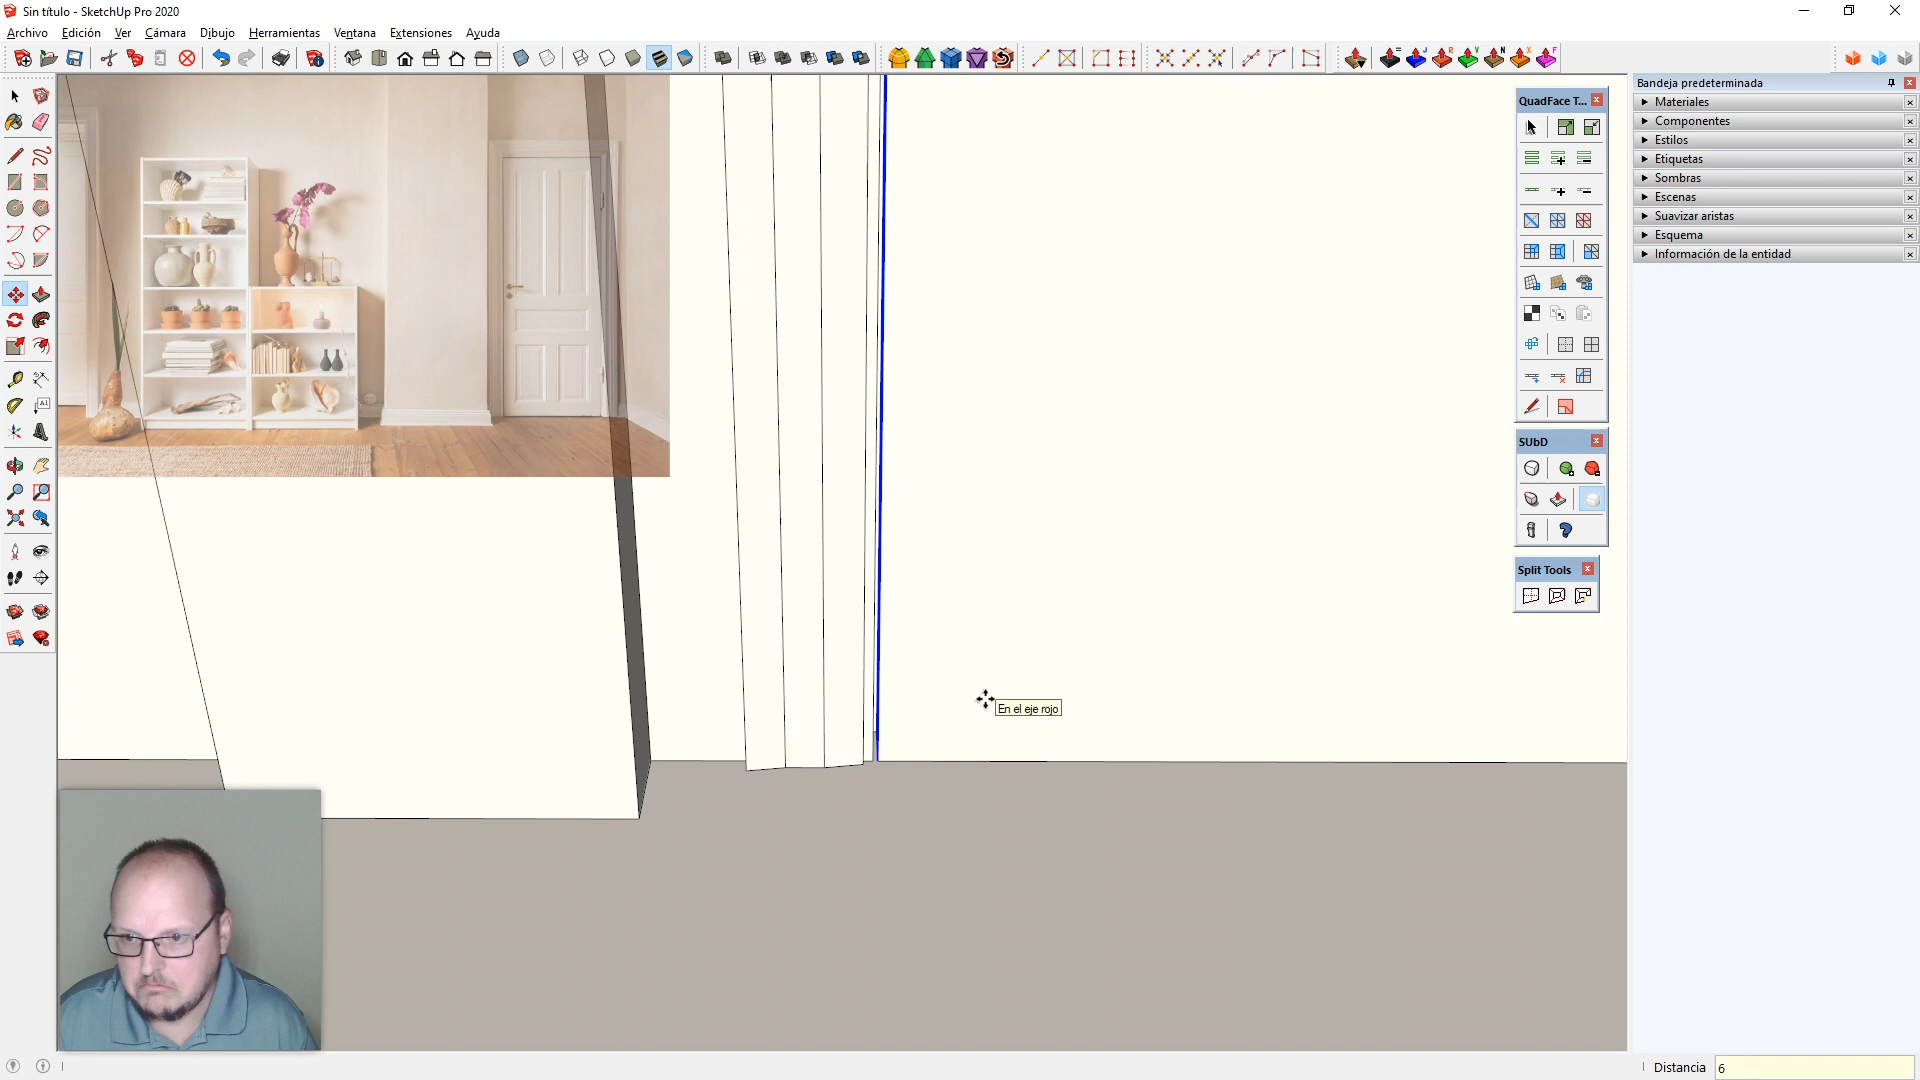 Sin título - SketchUp Pro 2020
Archivo Edición Ver Cámara Dibujo Herramientas Ventana Extensiones Ayuda
Bandeja predeterminada
Materiales
Componentes
Estilos
Etiquetas
Sombras
Escenas
Suavizar aristas
Esquema
Información de la entidad
QuadFace T...
SUbD
Split Tools
En el eje rojo
Distancia 6